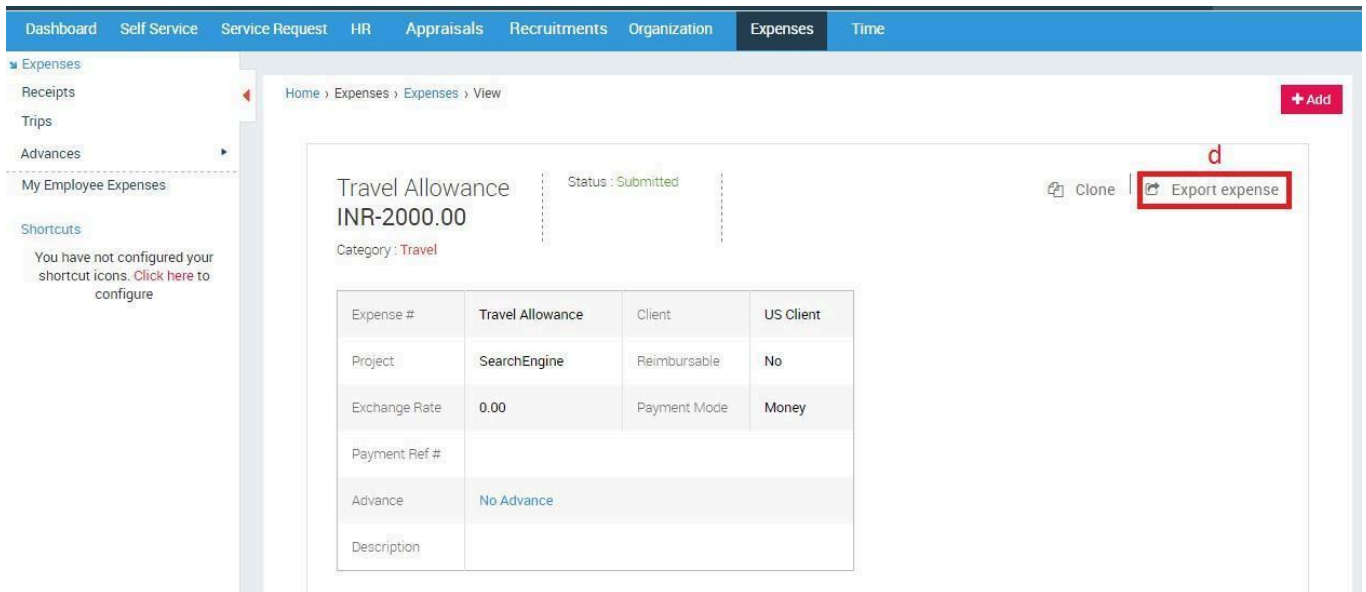 Dashboard Self Service Service Request HR Appraisals Recruitments Organization Expenses Time
Expenses
Receipts
Trips
Advances
My Employee Expenses
Shortcuts
You have not configured your
shortcut icons. Click here to
configure
Home › Expenses › Expenses › View
+ Add
d
Travel Allowance
INR-2000.00
Category : Travel
Status : Submitted
Clone
Export expense
Expense # Travel Allowance Client US Client
Project SearchEngine Reimbursable No
Exchange Rate 0.00 Payment Mode Money
Payment Ref #
Advance No Advance
Description